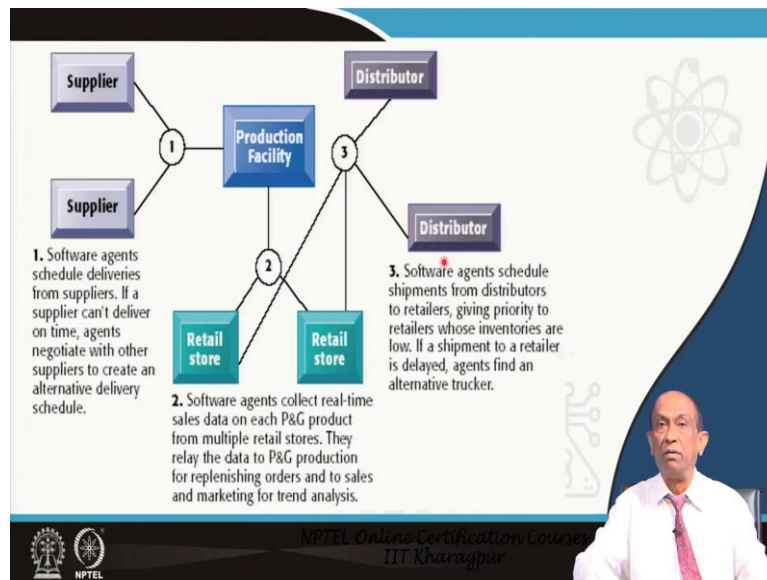 Supplier
Distributor
1
Production
Facility
3
Supplier
Distributor
2
1. Software agents
schedule deliveries
from suppliers. If a
supplier can't deliver
on time, agents
negotiate with other
suppliers to create an
alternative delivery
schedule.
Retail
store
Retail
store
3. Software agents schedule
shipments from distributors
to retailers, giving priority to
retailers whose inventories are
low. If a shipment to a retailer
is delayed, agents find an
alternative trucker.
2. Software agents collect real-time
sales data on each P&G product
from multiple retail stores. They
relay the data to P&G production
for replenishing orders and to sales
and marketing for trend analysis.
NPTEL Online Certification Courses
IIT Kharagpur
NPTEL